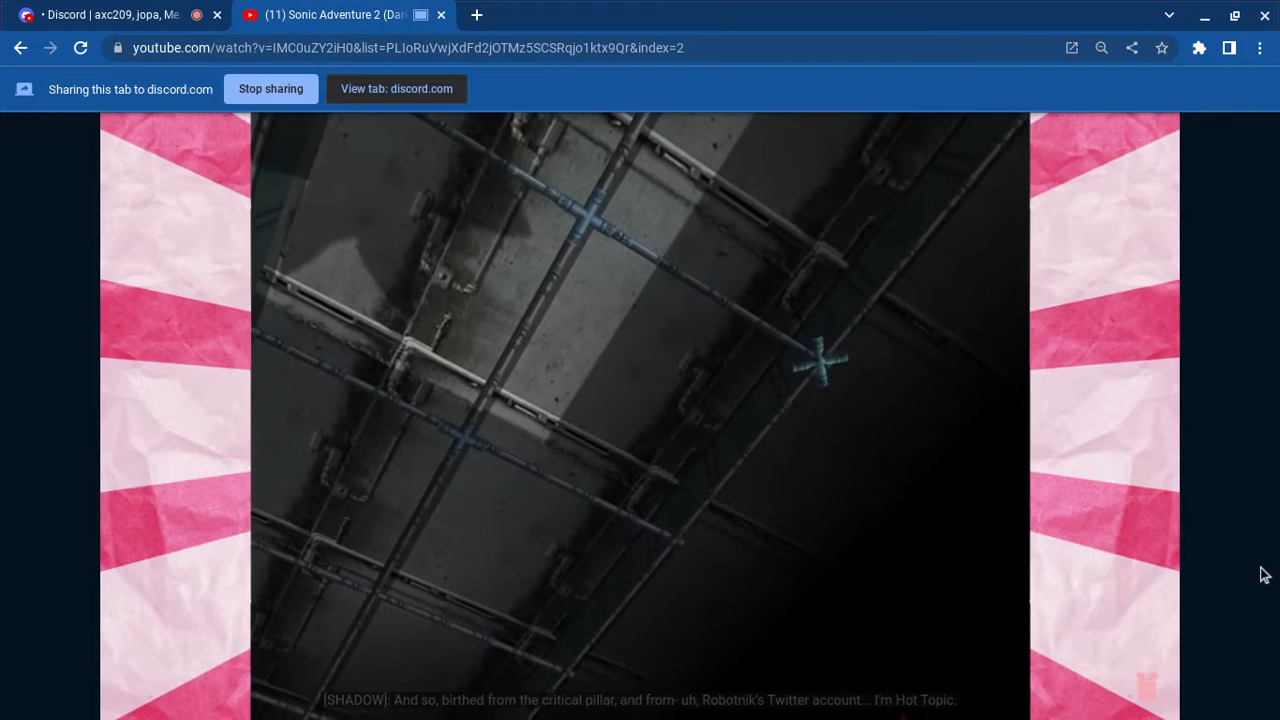 • Discord | axc209, jopa, Me
(11) Sonic Adventure 2 (Dar
youtube.com/watch?v=IMC0uZY2iH0&list=PLIoRuVwjXdFd2jOTMz5SCSRqjo1ktx9Qr&index=2
Sharing this tab to discord.com
Stop sharing
View tab: discord.com
[SHADOW]: And so, birthed from the critical pillar, and from- uh, Robotnik's Twitter account... I'm Hot Topic.